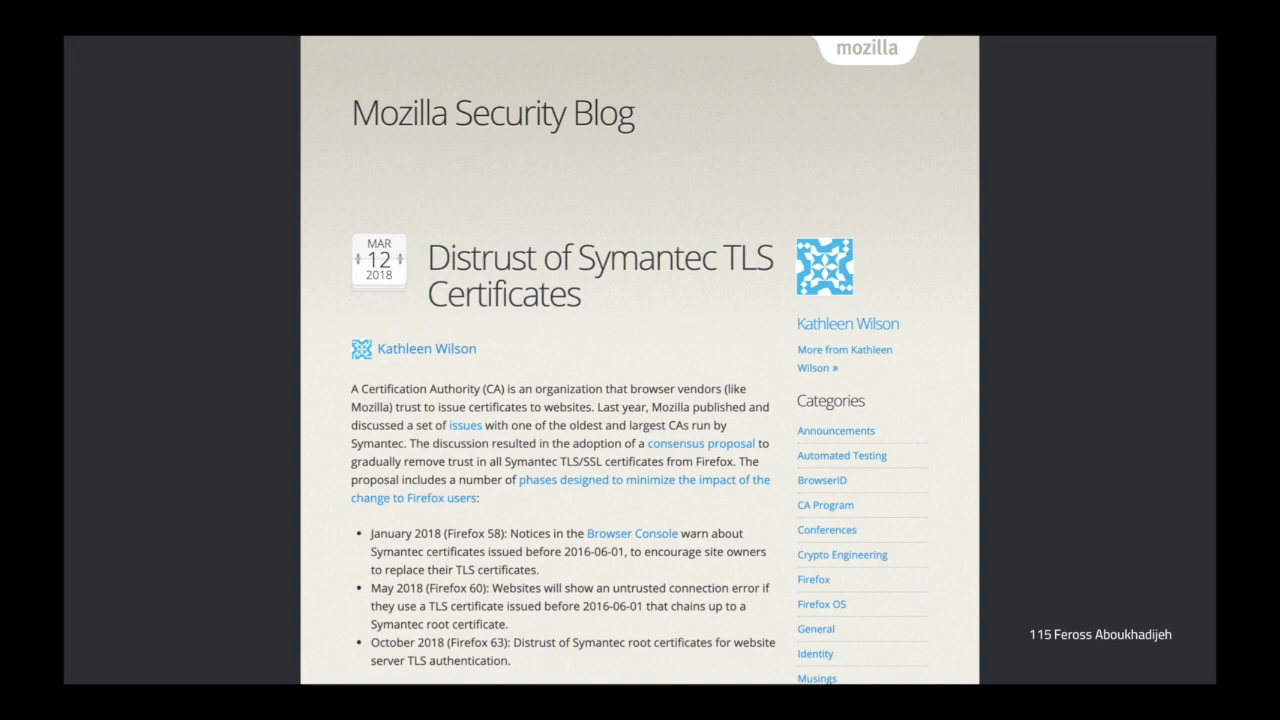 mozilla
Mozilla Security Blog
MAR
12
2018
Distrust of Symantec TLS
Certificates
Kathleen Wilson
A Certification Authority (CA) is an organization that browser vendors (like
Mozilla) trust to issue certificates to websites. Last year, Mozilla published and
discussed a set of issues with one of the oldest and largest CAs run by
Symantec. The discussion resulted in the adoption of a consensus proposal to
gradually remove trust in all Symantec TLS/SSL certificates from Firefox. The
proposal includes a number of phases designed to minimize the impact of the
change to Firefox users:
• January 2018 (Firefox 58): Notices in the Browser Console warn about
Symantec certificates issued before 2016-06-01, to encourage site owners
to replace their TLS certificates.
• May 2018 (Firefox 60): Websites will show an untrusted connection error if
they use a TLS certificate issued before 2016-06-01 that chains up to a
Symantec root certificate.
• October 2018 (Firefox 63): Distrust of Symantec root certificates for website
server TLS authentication.
Kathleen Wilson
More from Kathleen
Wilson »
Categories
Announcements
Automated Testing
BrowserID
CA Program
Conferences
Crypto Engineering
Firefox
Firefox OS
General
Identity
Musings
115 Feross Aboukhadijeh